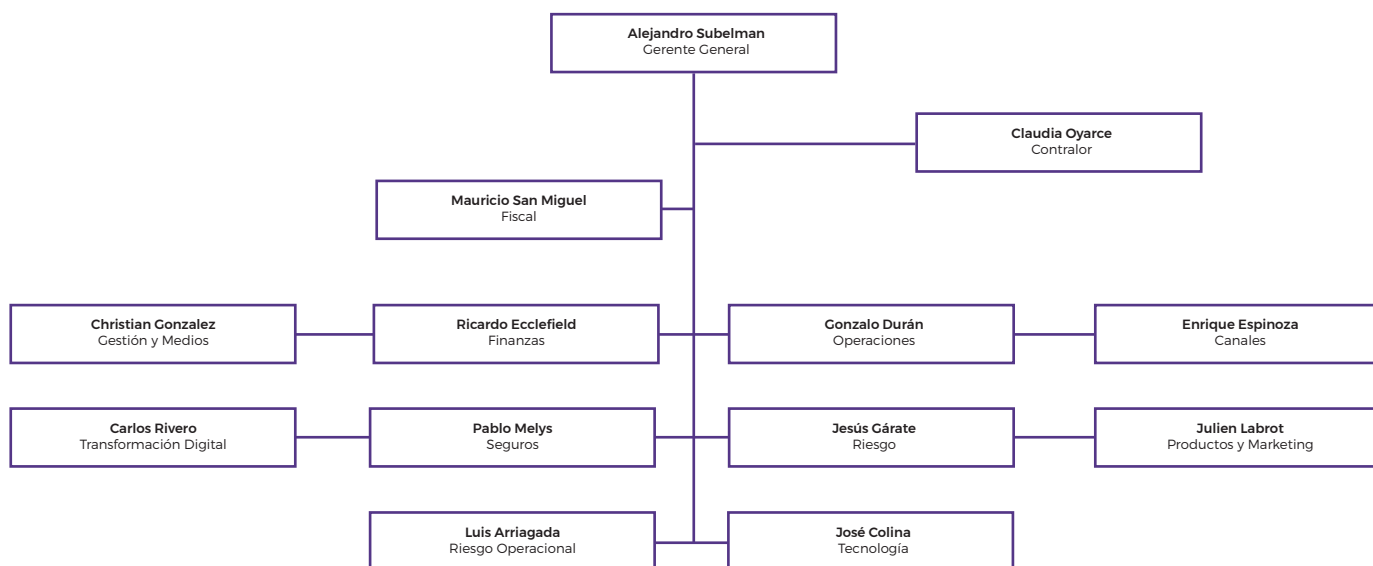 Alejandro Subelman
Gerente General
Claudia Oyarce
Contralor
Mauricio San Miguel
Fiscal
Christian Gonzalez
Gestión y Medios
Ricardo Ecclefield
Finanzas
Gonzalo Durán
Operaciones
Enrique Espinoza
Canales
Carlos Rivero
Transformación Digital
Pablo Melys
Seguros
Jesús Gárate
Riesgo
Julien Labrot
Productos y Marketing
Luis Arriagada
Riesgo Operacional
José Colina
Tecnología